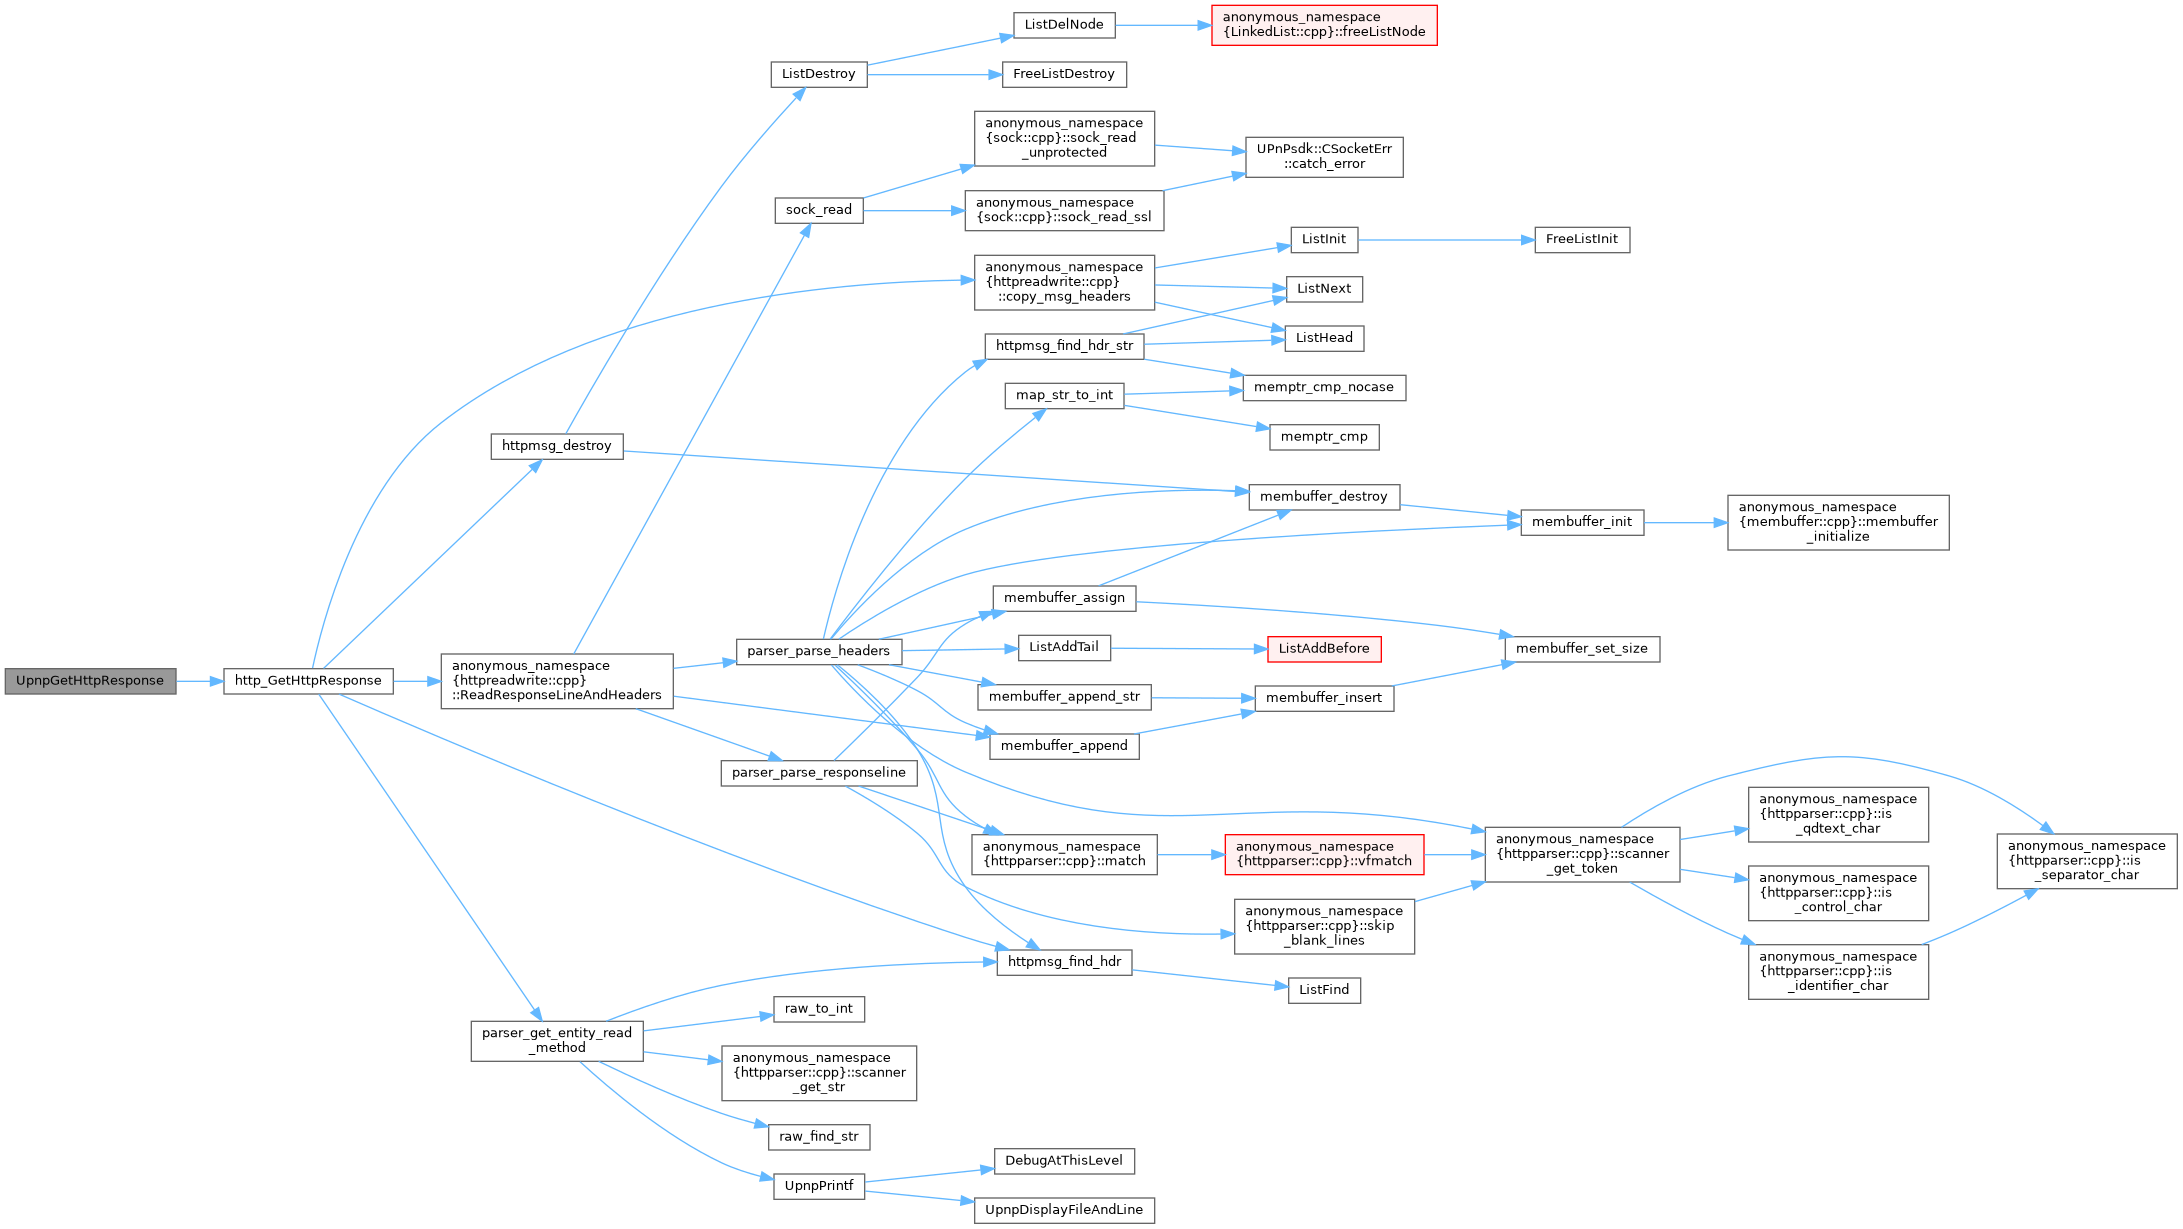 UpnpGetHttpResponse
http_GetHttpResponse
anonymous_namespace
{httpreadwrite::cpp}
::copy_msg_headers
ListInit
FreeListInit
ListNext
ListHead
httpmsg_destroy
ListDestroy
ListDelNode
anonymous_namespace
{LinkedList::cpp}::freeListNode
FreeListDestroy
membuffer_destroy
membuffer_init
anonymous_namespace
{membuffer::cpp}::membuffer
_initialize
anonymous_namespace
{httpreadwrite::cpp}
::ReadResponseLineAndHeaders
sock_read
anonymous_namespace
{sock::cpp}::sock_read
_unprotected
UPnPsdk::CSocketErr
::catch_error
anonymous_namespace
{sock::cpp}::sock_read_ssl
parser_parse_headers
httpmsg_find_hdr_str
memptr_cmp_nocase
map_str_to_int
memptr_cmp
membuffer_assign
membuffer_set_size
ListAddTail
ListAddBefore
membuffer_append_str
membuffer_insert
membuffer_append
parser_parse_responseline
anonymous_namespace
{httpparser::cpp}::match
anonymous_namespace
{httpparser::cpp}::vfmatch
anonymous_namespace
{httpparser::cpp}::scanner
_get_token
anonymous_namespace
{httpparser::cpp}::is
_qdtext_char
anonymous_namespace
{httpparser::cpp}::is
_control_char
anonymous_namespace
{httpparser::cpp}::is
_identifier_char
anonymous_namespace
{httpparser::cpp}::is
_separator_char
anonymous_namespace
{httpparser::cpp}::skip
_blank_lines
httpmsg_find_hdr
ListFind
parser_get_entity_read
_method
raw_to_int
anonymous_namespace
{httpparser::cpp}::scanner
_get_str
raw_find_str
UpnpPrintf
DebugAtThisLevel
UpnpDisplayFileAndLine